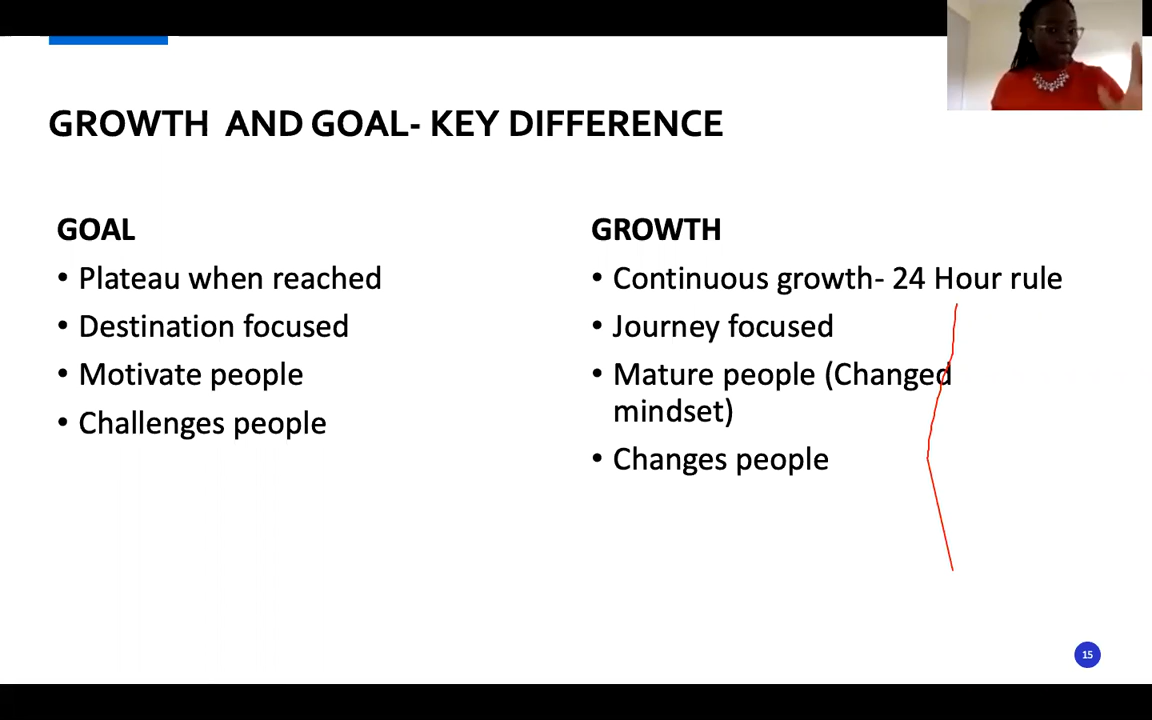 GROWTH AND GOAL- KEY DIFFERENCE
GOAL
• Plateau when reached
• Destination focused
• Motivate people
• Challenges people
GROWTH
• Continuous growth- 24 Hour rule
• Journey focused
• Mature people (Changed
mindset)
• Changes people
15